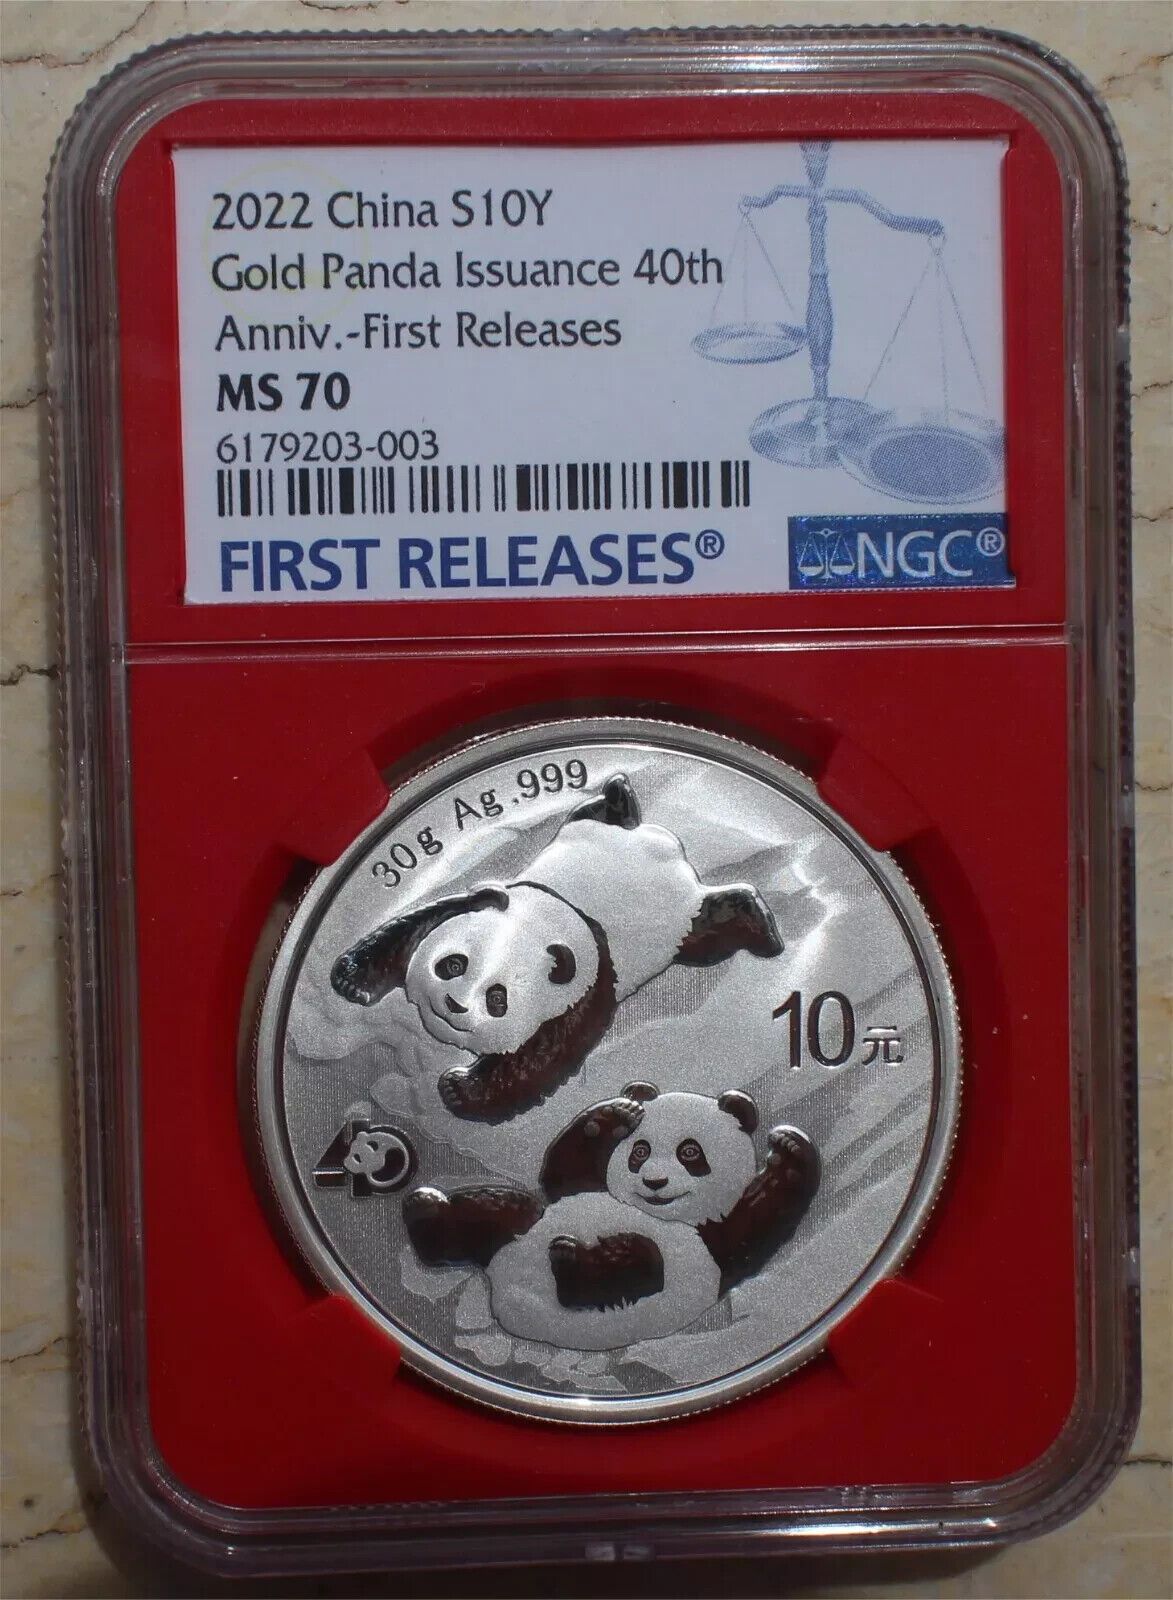 2022 China S10Y
Gold Panda Issuance 40th
Anniv.-First Releases
MS 70
6179203-003
FIRST RELEASES®
NGC®
30g Ag .999
10元
40